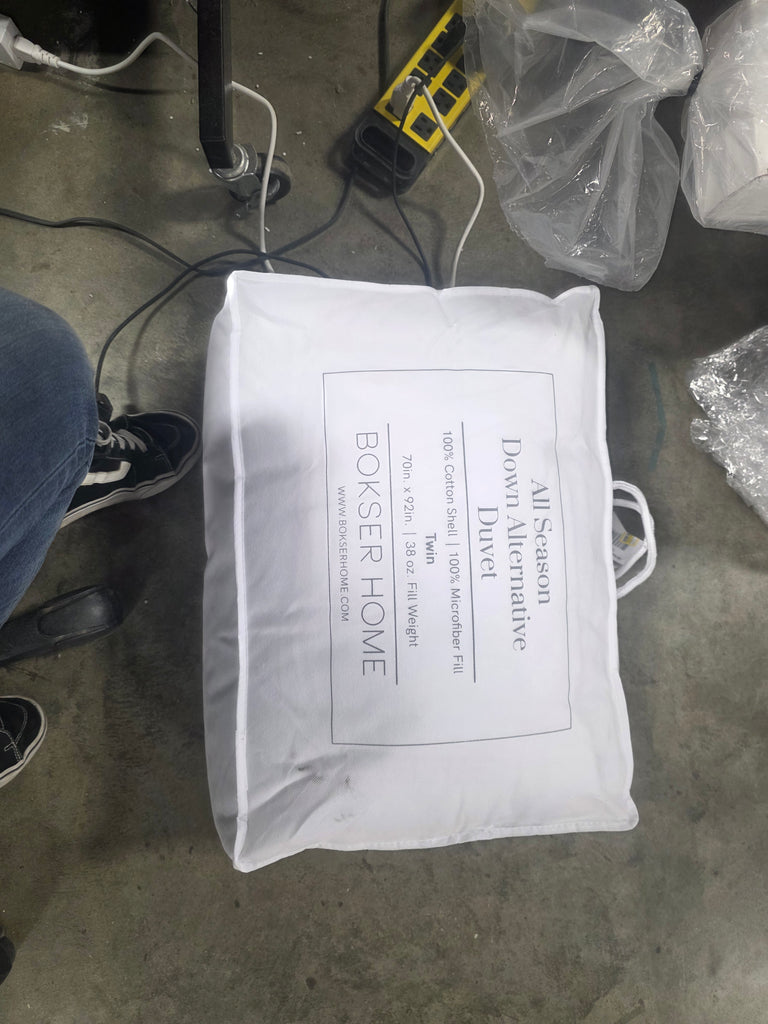 All Season
Down Alternative
Duvet
100% Cotton Shell | 100% Microfiber Fill
Twin
70in. x 92in. | 38 oz. Fill Weight
BOKSER HOME
WWW.BOKSERHOME.COM